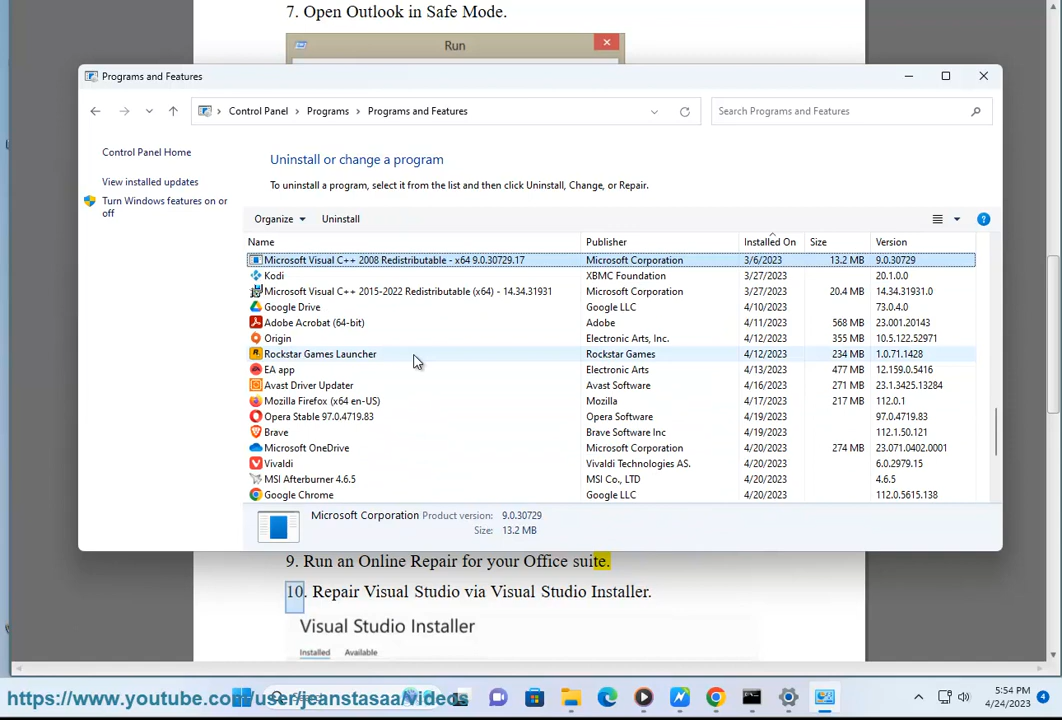 7. Open Outlook in Safe Mode.
Run
Programs and Features
Control Panel > Programs > Programs and Features
Search Programs and Features
Control Panel Home
View installed updates
Turn Windows features on or
off
Uninstall or change a program
To uninstall a program, select it from the list and then click Uninstall, Change, or Repair.
Organize Uninstall
Name Publisher Installed On Size Version
Microsoft Visual C++ 2008 Redistributable - x64 9.0.30729.17 Microsoft Corporation 3/6/2023 13.2 MB 9.0.30729
Kodi XBMC Foundation 3/27/2023 20.1.0.0
Microsoft Visual C++ 2015-2022 Redistributable (x64) - 14.34.31931 Microsoft Corporation 3/27/2023 20.4 MB 14.34.31931.0
Google Drive Google LLC 4/10/2023 73.0.4.0
Adobe Acrobat (64-bit) Adobe 4/11/2023 568 MB 23.001.20143
Origin Electronic Arts, Inc. 4/12/2023 355 MB 10.5.122.52971
Rockstar Games Launcher Rockstar Games 4/12/2023 234 MB 1.0.71.1428
EA app Electronic Arts 4/13/2023 477 MB 12.159.0.5416
Avast Driver Updater Avast Software 4/16/2023 271 MB 23.1.3425.13284
Mozilla Firefox (x64 en-US) Mozilla 4/17/2023 217 MB 112.0.1
Opera Stable 97.0.4719.83 Opera Software 4/19/2023 97.0.4719.83
Brave Brave Software Inc 4/19/2023 112.1.50.121
Microsoft OneDrive Microsoft Corporation 4/20/2023 274 MB 23.071.0402.0001
Vivaldi Vivaldi Technologies AS. 4/20/2023 6.0.2979.15
MSI Afterburner 4.6.5 MSI Co., LTD 4/20/2023 4.6.5
Google Chrome Google LLC 4/20/2023 112.0.5615.138
Microsoft Corporation Product version: 9.0.30729
Size: 13.2 MB
9. Run an Online Repair for your Office suite.
10. Repair Visual Studio via Visual Studio Installer.
Visual Studio Installer
Installed Available
https://www.youtube.com/user/jeanstasaa/videos
5:54 PM
4/24/2023
4